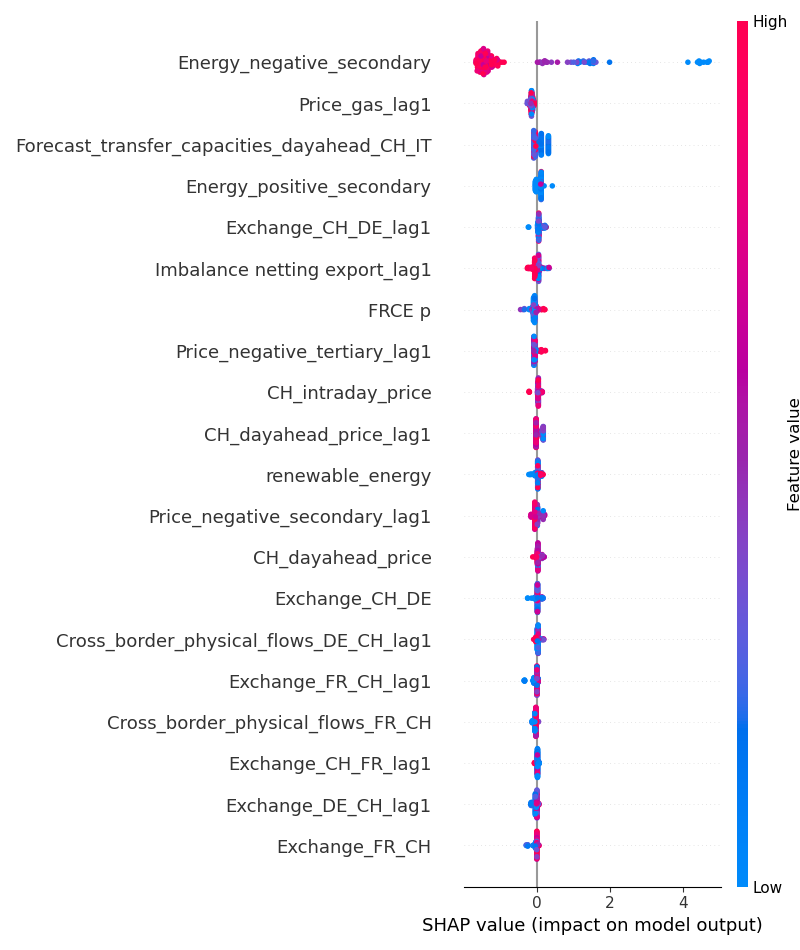 High
Energy_negative_secondary
Price_gas_lag1
Forecast_transfer_capacities_dayahead_CH_IT
Energy_positive_secondary
Exchange_CH_DE_lag1
Imbalance netting export_lag1
FRCE p
Price_negative_tertiary_lag1
CH_intraday_price
CH_dayahead_price_lag1
renewable_energy
Price_negative_secondary_lag1
CH_dayahead_price
Exchange_CH_DE
Cross_border_physical_flows_DE_CH_lag1
Exchange_FR_CH_lag1
Cross_border_physical_flows_FR_CH
Exchange_CH_FR_lag1
Exchange_DE_CH_lag1
Exchange_FR_CH
Feature value
Low
0 2 4
SHAP value (impact on model output)